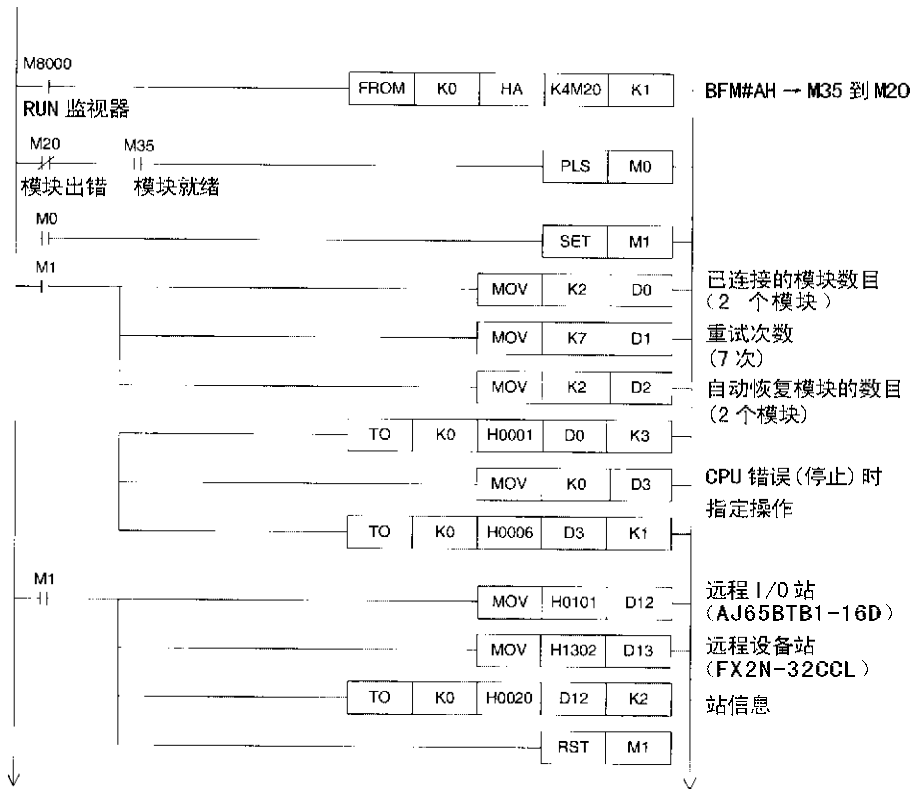 M8000
FROM K0 HA K4M20 K1 BFM#AH → M35 到 M20
RUN 监视器
M20 M35
PLS M0
模块出错 模块就绪
M0
SET M1
M1
MOV K2 D0 已连接的模块数目
(2 个模块)
MOV K7 D1 重试次数
(7次)
MOV K2 D2 自动恢复模块的数目
(2个模块)
TO K0 H0001 D0 K3
MOV K0 D3 CPU 错误(停止)时
指定操作
TO K0 H0006 D3 K1
M1
MOV H0101 D12 远程 I/O 站
(AJ65BTB1-16D)
MOV H1302 D13 远程设备站
(FX2N-32CCL)
TO K0 H0020 D12 K2 站信息
RST M1